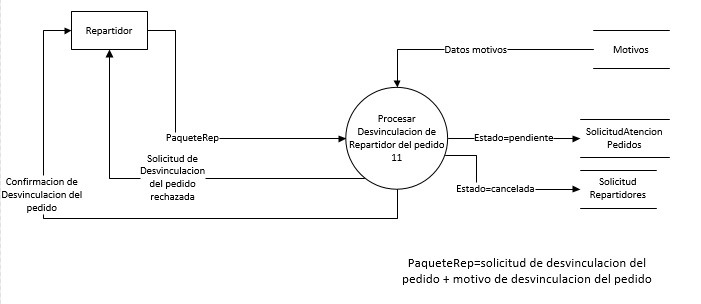 Repartidor
Datos motivos
Motivos
Procesar
Desvinculacion de
Repartidor del pedido
11
PaqueteRep
Estado=pendiente
SolicitudAtencion
Pedidos
Solicitud de
Desvinculacion
del pedido
rechazada
Estado=cancelada
Solicitud
Repartidores
Confirmacion de
Desvinculacion del
pedido
PaqueteRep=solicitud de desvinculacion del
pedido + motivo de desvinculacion del pedido